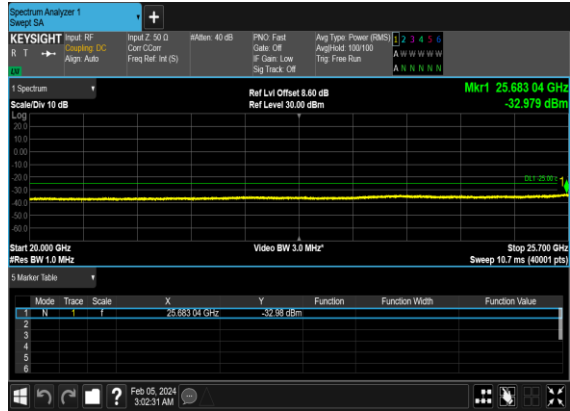 Spectrum Analyzer 1
Swept SA
+
KEYSIGHT Input: RF Input Z: 50 Ω #Atten: 40 dB PNO: Fast Avg Type: Power (RMS) 1 2 3 4 5 6
R T Coupling: DC Corr CCorr Gate: Off Avg|Hold: 100/100 A W W W W W
Align: Auto Freq Ref: Int (S) IF Gain: Low Trig: Free Run
Sig Track: Off A N N N N N
1 Spectrum Ref Lvl Offset 8.60 dB Mkr1 25.683 04 GHz
Scale/Div 10 dB Ref Level 30.00 dBm -32.979 dBm
Log
20.0
10.0
0.00
-10.0
-20.0
DL1 -25.00
1
-30.0
-40.0
-50.0
-60.0
Start 20.000 GHz Video BW 3.0 MHz* Stop 25.700 GHz
#Res BW 1.0 MHz Sweep 10.7 ms (40001 pts)
5 Marker Table
Mode Trace Scale X Y Function Function Width Function Value
1 N 1 f 25.683 04 GHz -32.98 dBm
2
3
4
5
6
? Feb 05, 2024
3:02:31 AM